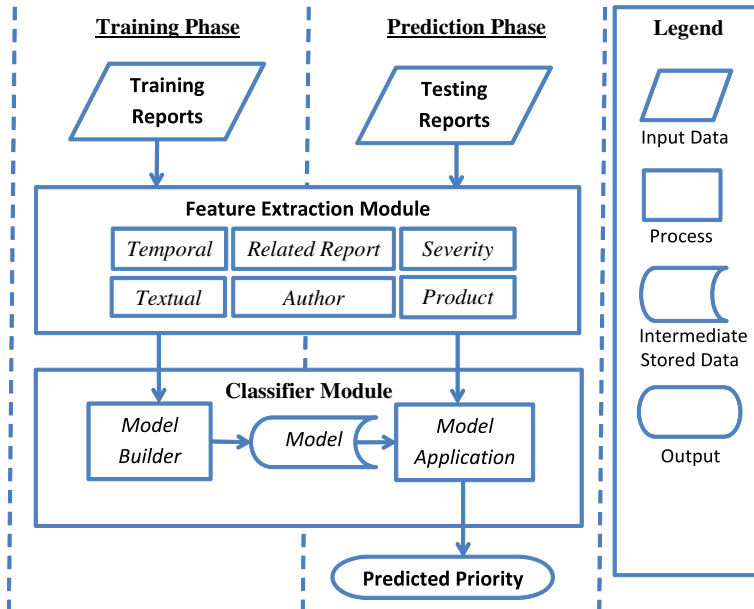 Training Phase
Prediction Phase
Legend
Training
Reports
Testing
Reports
Input Data
Feature Extraction Module
Temporal
Related Report
Severity
Textual
Author
Product
Process
Intermediate
Stored Data
Classifier Module
Model
Builder
Model
Model
Application
Output
Predicted Priority